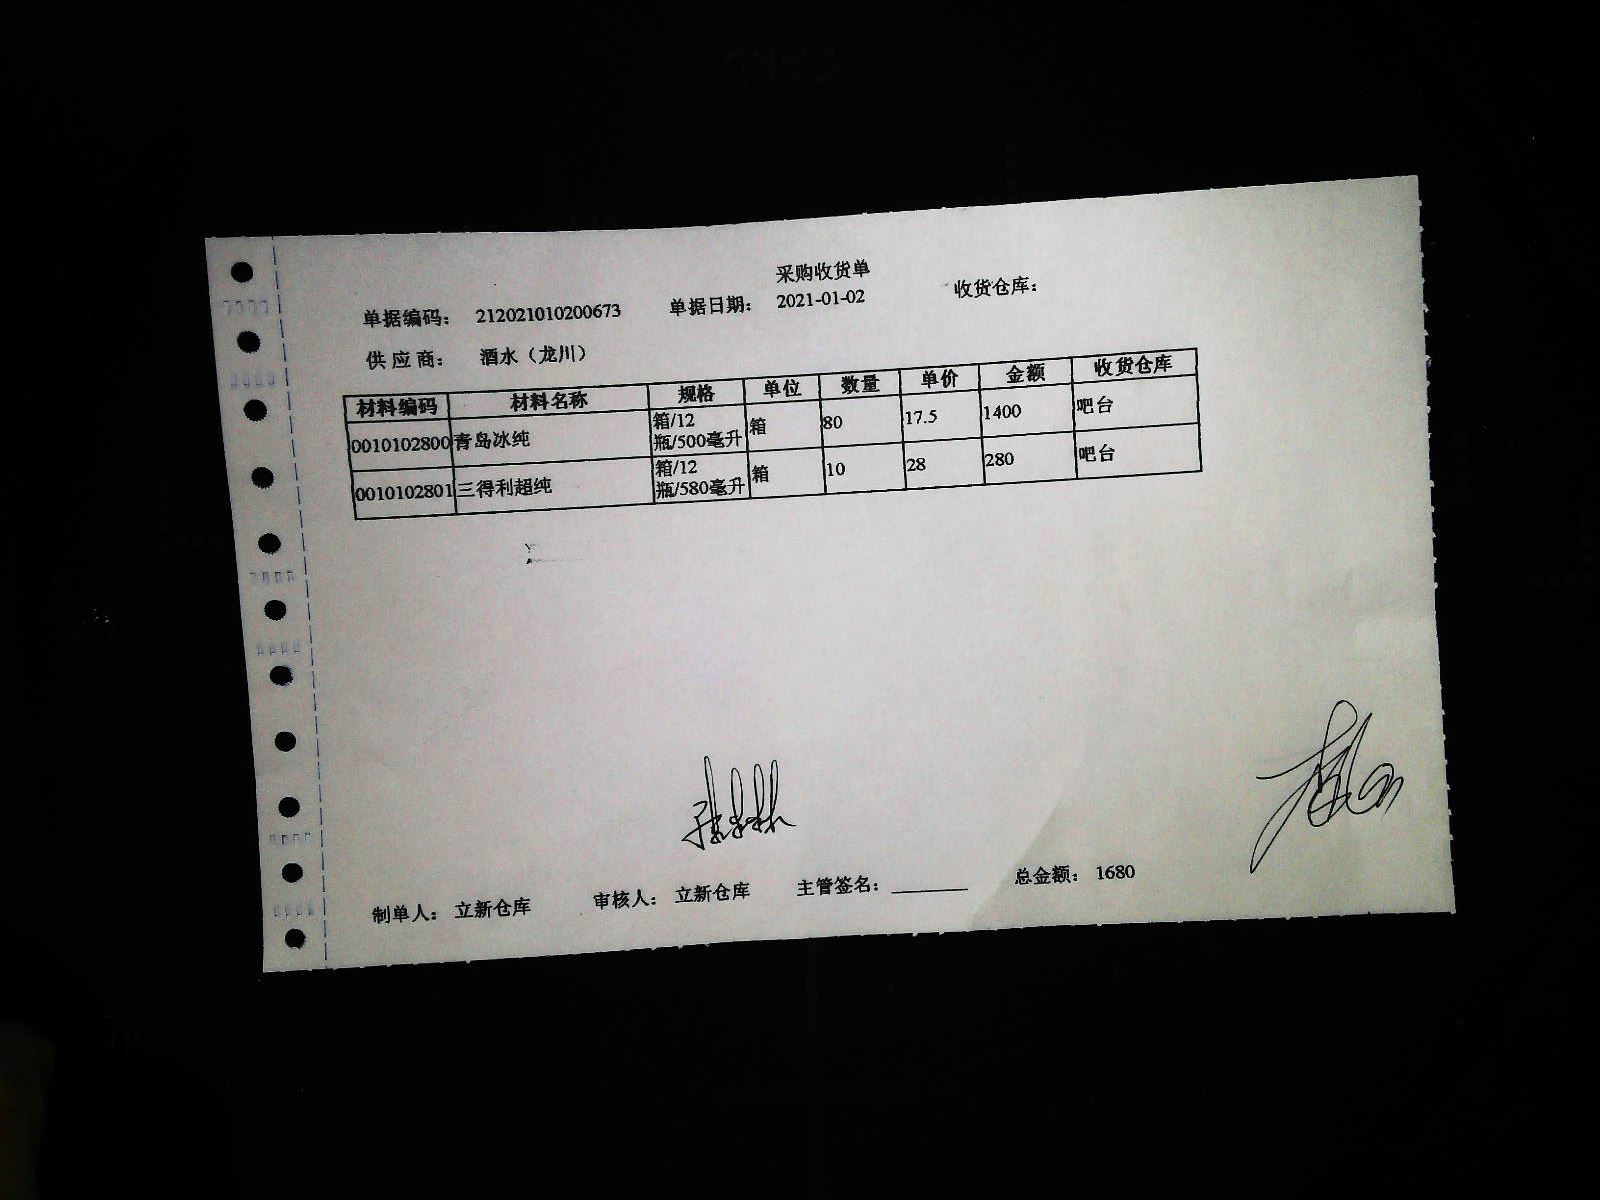 采购收货单
单据编码： 212021010200673 单据日期： 2021-01-02 收货仓库：
供 应 商： 酒水（龙川）
材料编码 材料名称 规格 单位 数量 单价 金额 收货仓库
0010102800 青岛冰纯 箱/12瓶/500毫升 箱 80 17.5 1400 吧台
0010102801 三得利超纯 箱/12瓶/580毫升 箱 10 28 280 吧台
制单人： 立新仓库 审核人： 立新仓库 主管签名： 总金额： 1680